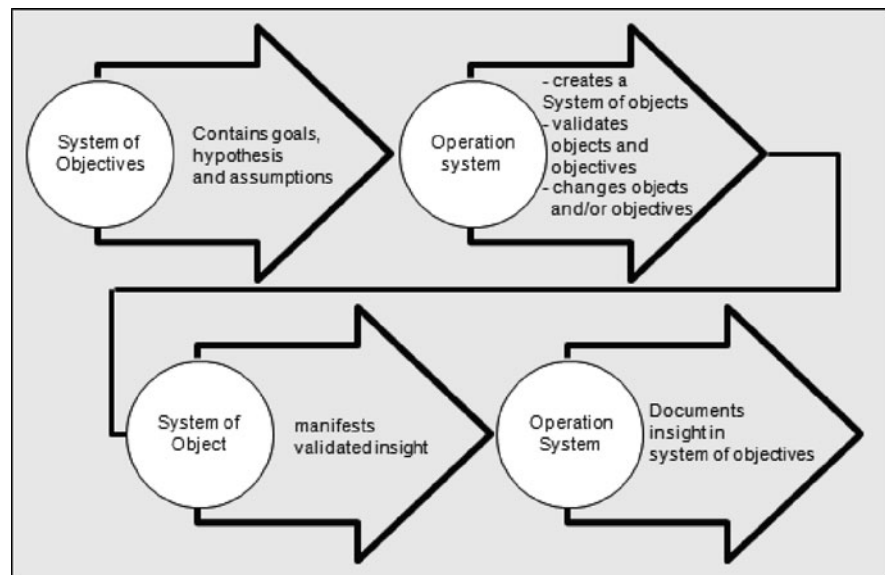 System of
Objectives
Contains goals,
hypothesis
and assumptions
Operation
system
- creates a
System of objects
- validates
objects and
objectives
- changes objects
and/or objectives
System of
Object
manifests
validated insight
Operation
System
Documents
insight in
system of objectives